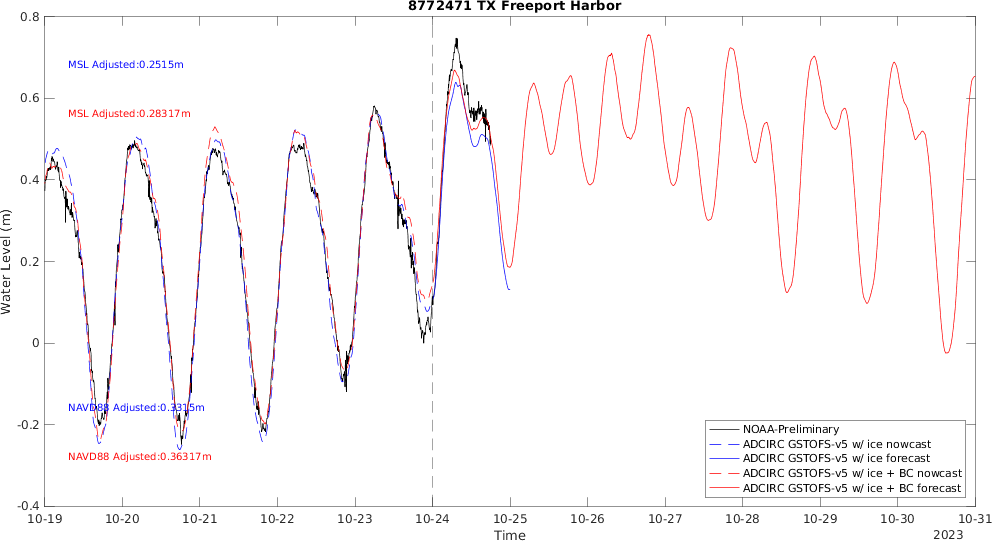 8772471 TX Freeport Harbor
0.8
0.6
0.4
0.2
0
-0.2
-0.4
Water Level (m)
MSL Adjusted:0.2515m
MSL Adjusted:0.28317m
NAVD88 Adjusted:0.3315m
NAVD88 Adjusted:0.36317m
NOAA-Preliminary
ADCIRC GSTOFS-v5 w/ ice nowcast
ADCIRC GSTOFS-v5 w/ ice forecast
ADCIRC GSTOFS-v5 w/ ice + BC nowcast
ADCIRC GSTOFS-v5 w/ ice + BC forecast
10-19 10-20 10-21 10-22 10-23 10-24 10-25 10-26 10-27 10-28 10-29 10-30 10-31
Time
2023